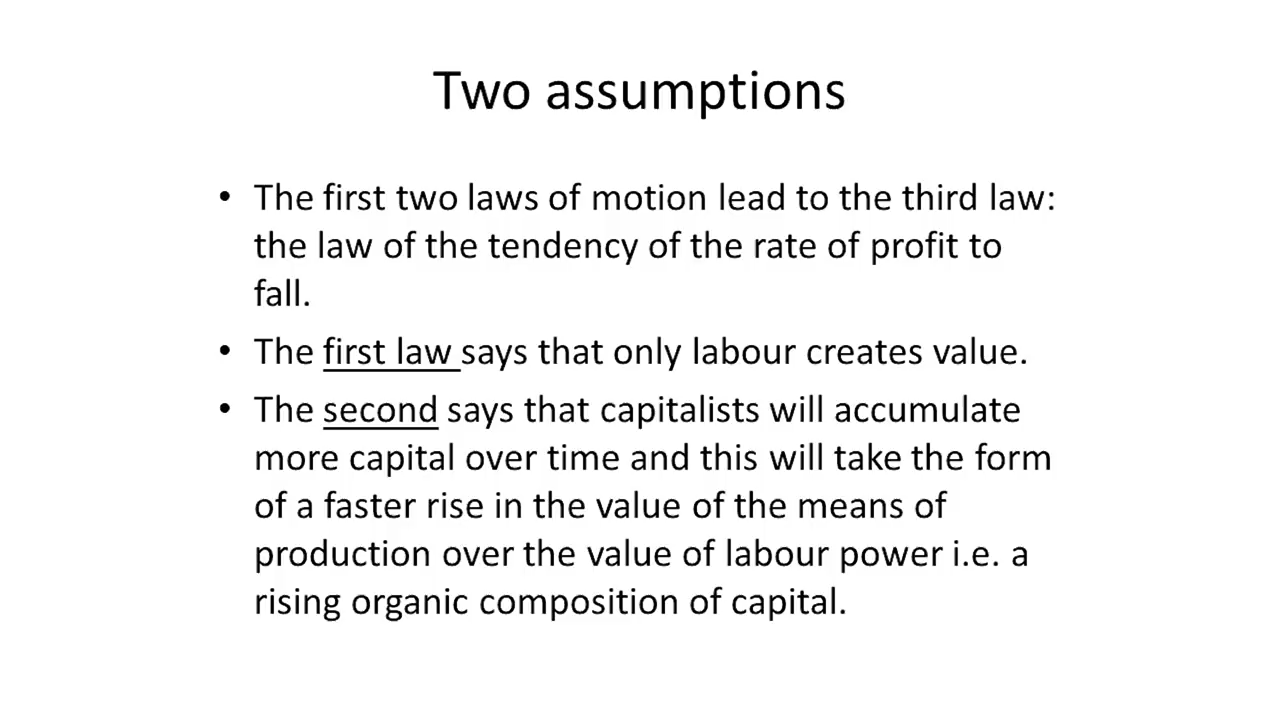 Two assumptions
• The first two laws of motion lead to the third law:
the law of the tendency of the rate of profit to
fall.
• The first law says that only labour creates value.
• The second says that capitalists will accumulate
more capital over time and this will take the form
of a faster rise in the value of the means of
production over the value of labour power i.e. a
rising organic composition of capital.